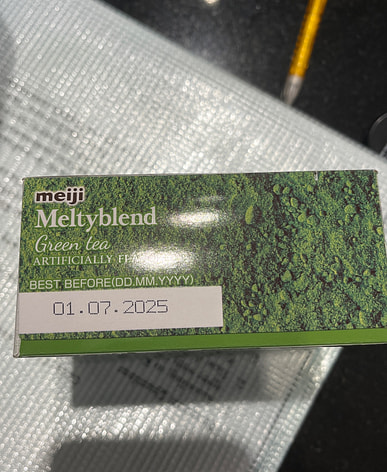 meiji
Meltyblend
Green tea
ARTIFICIALLY
BEST BEFORE(DD.MM.YYYY)
01.07.2025